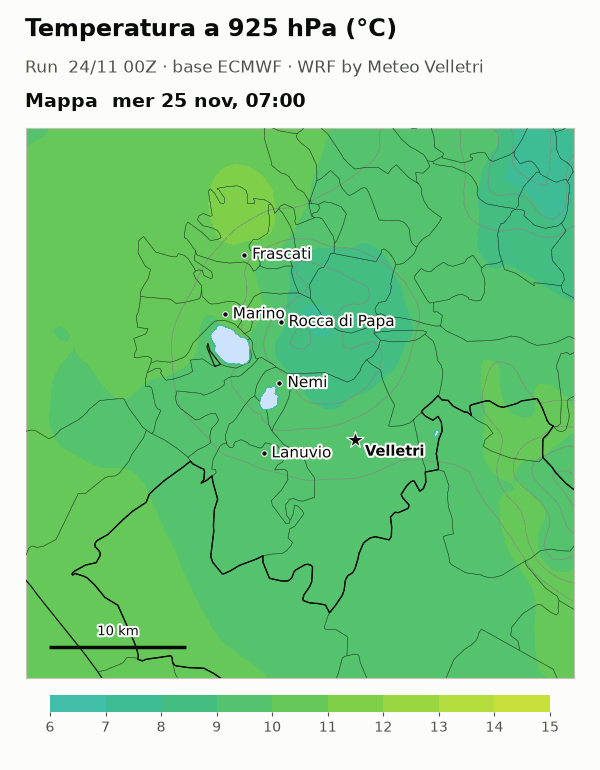 Temperatura a 925 hPa (°C)
Run  24/11 00Z · base ECMWF · WRF by Meteo Velletri
Mappa  mer 25 nov, 07:00
Frascati
Marino
Rocca di Papa
Nemi
Velletri
Lanuvio
10 km
6 7 8 9 10 11 12 13 14 15